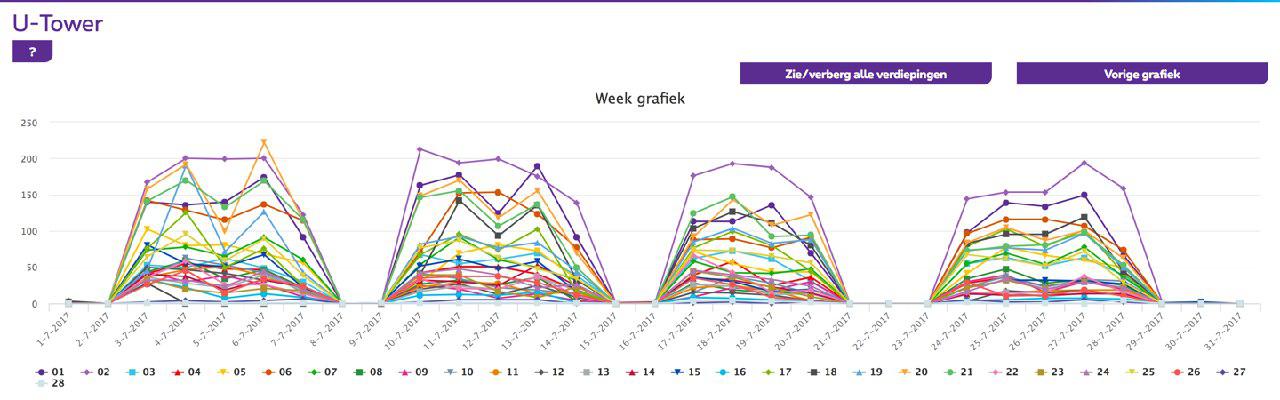 U-Tower
?
Zie/verberg alle verdiepingen
Vorige grafiek
Week grafiek
250
200
150
100
50
0
1-7-2017 2-7-2017 3-7-2017 4-7-2017 5-7-2017 6-7-2017 7-7-2017 8-7-2017 9-7-2017 10-7-2017 11-7-2017 12-7-2017 13-7-2017 14-7-2017 15-7-2017 16-7-2017 17-7-2017 18-7-2017 19-7-2017 20-7-2017 21-7-2017 22-7-2017 23-7-2017 24-7-2017 25-7-2017 26-7-2017 27-7-2017 28-7-2017 29-7-2017 30-7-2017 31-7-2017
01 02 03 04 05 06 07 08 09 10 11 12 13 14 15 16 17 18 19 20 21 22 23 24 25 26 27
28